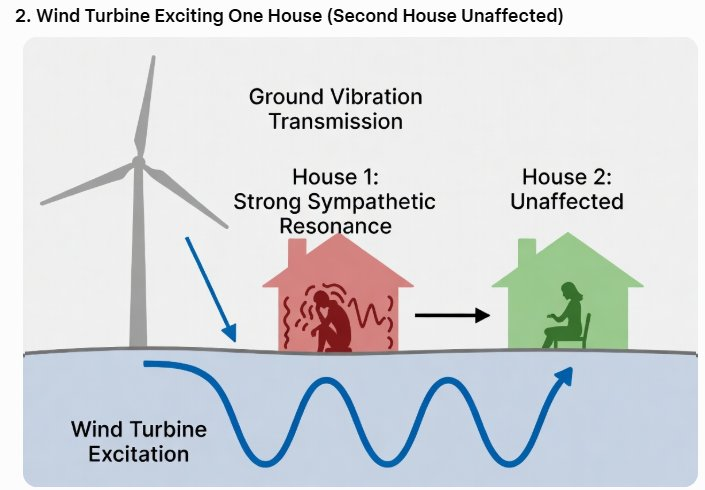 2. Wind Turbine Exciting One House (Second House Unaffected)
Ground Vibration
Transmission
House 1:
Strong Sympathetic
Resonance
House 2:
Unaffected
Wind Turbine
Excitation